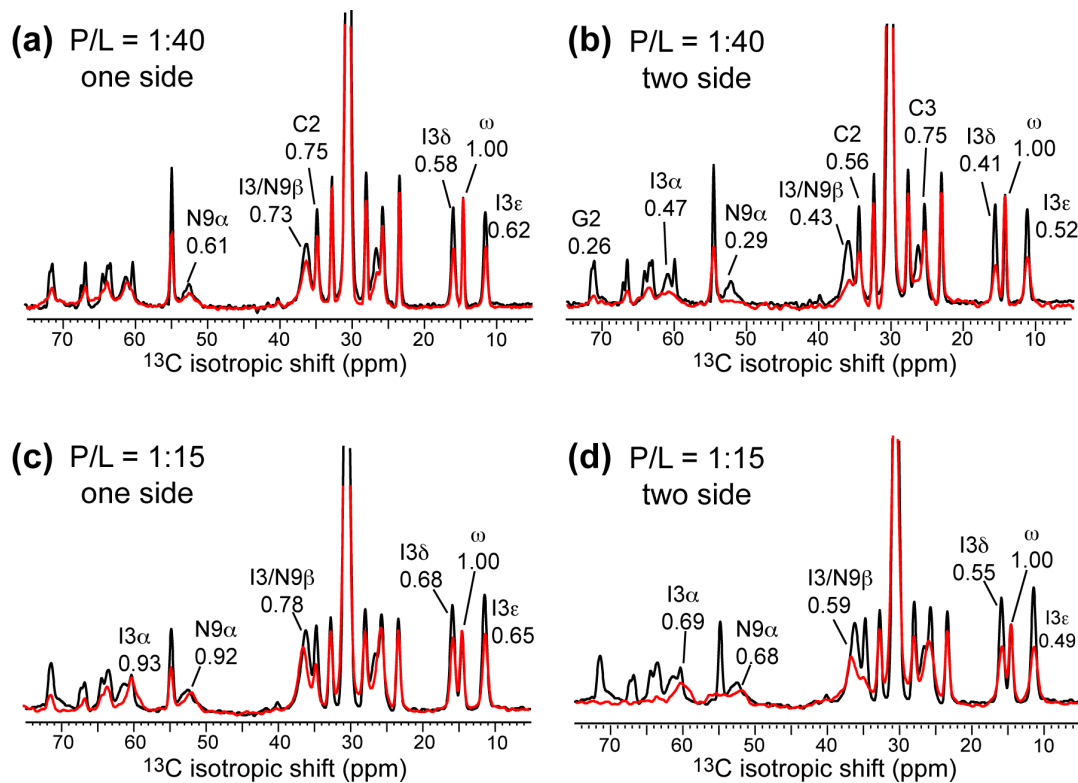 (a) P/L = 1:40
one side
C2
0.75
I3/N9β
0.73
N9α
0.61
I3δ
0.58
ω
1.00
I3ε
0.62
70 60 50 40 30 20 10
¹³C isotropic shift (ppm)
(b) P/L = 1:40
two side
G2
0.26
I3α
0.47
N9α
0.29
I3/N9β
0.43
C2
0.56
C3
0.75
I3δ
0.41
ω
1.00
I3ε
0.52
70 60 50 40 30 20 10
¹³C isotropic shift (ppm)
(c) P/L = 1:15
one side
I3α
0.93
N9α
0.92
I3/N9β
0.78
I3δ
0.68
ω
1.00
I3ε
0.65
70 60 50 40 30 20 10
¹³C isotropic shift (ppm)
(d) P/L = 1:15
two side
I3α
0.69
N9α
0.68
I3/N9β
0.59
I3δ
0.55
ω
1.00
I3ε
0.49
70 60 50 40 30 20 10
¹³C isotropic shift (ppm)